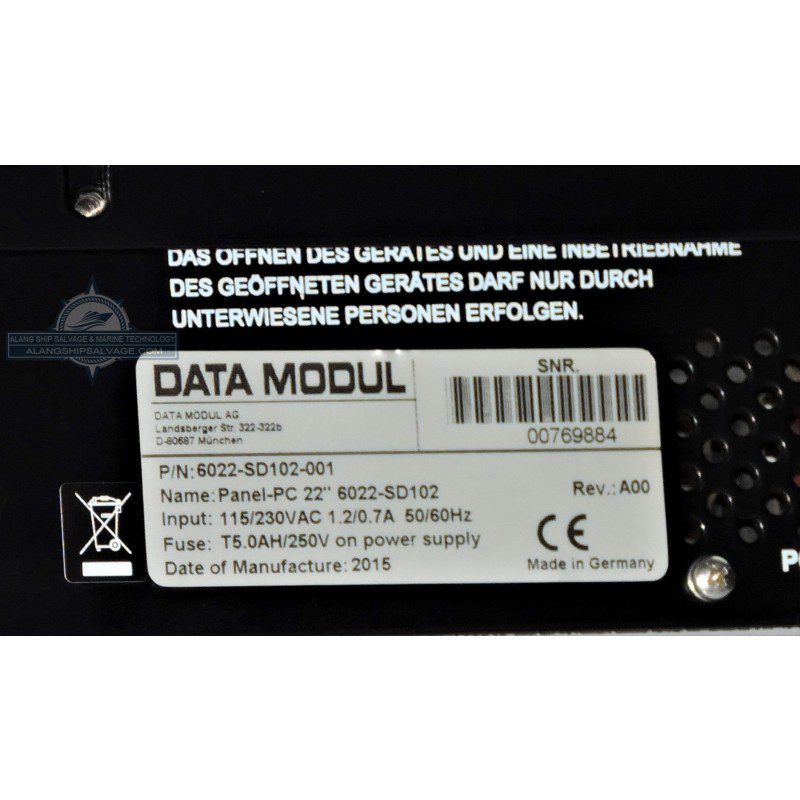 DAS ÖFFNEN DES GERÄTES UND EINE INBETRIEBNAHME
DES GEÖFFNETEN GERÄTES DARF NUR DURCH
UNTERWIESENE PERSONEN ERFOLGEN.
ALANG SHIP SALVAGE & MARINE TECHNOLOGY
ALANGSHIPSALVAGE.COM
DATA MODUL
DATA MODUL AG
Landsberger Str. 322-322b
D-80687 München
SNR.
00769884
P/N: 6022-SD102-001
Name: Panel-PC 22" 6022-SD102
Rev.: A00
Input: 115/230VAC 1.2/0.7A 50/60Hz
Fuse: T5.0AH/250V on power supply
CE
Date of Manufacture: 2015
Made in Germany